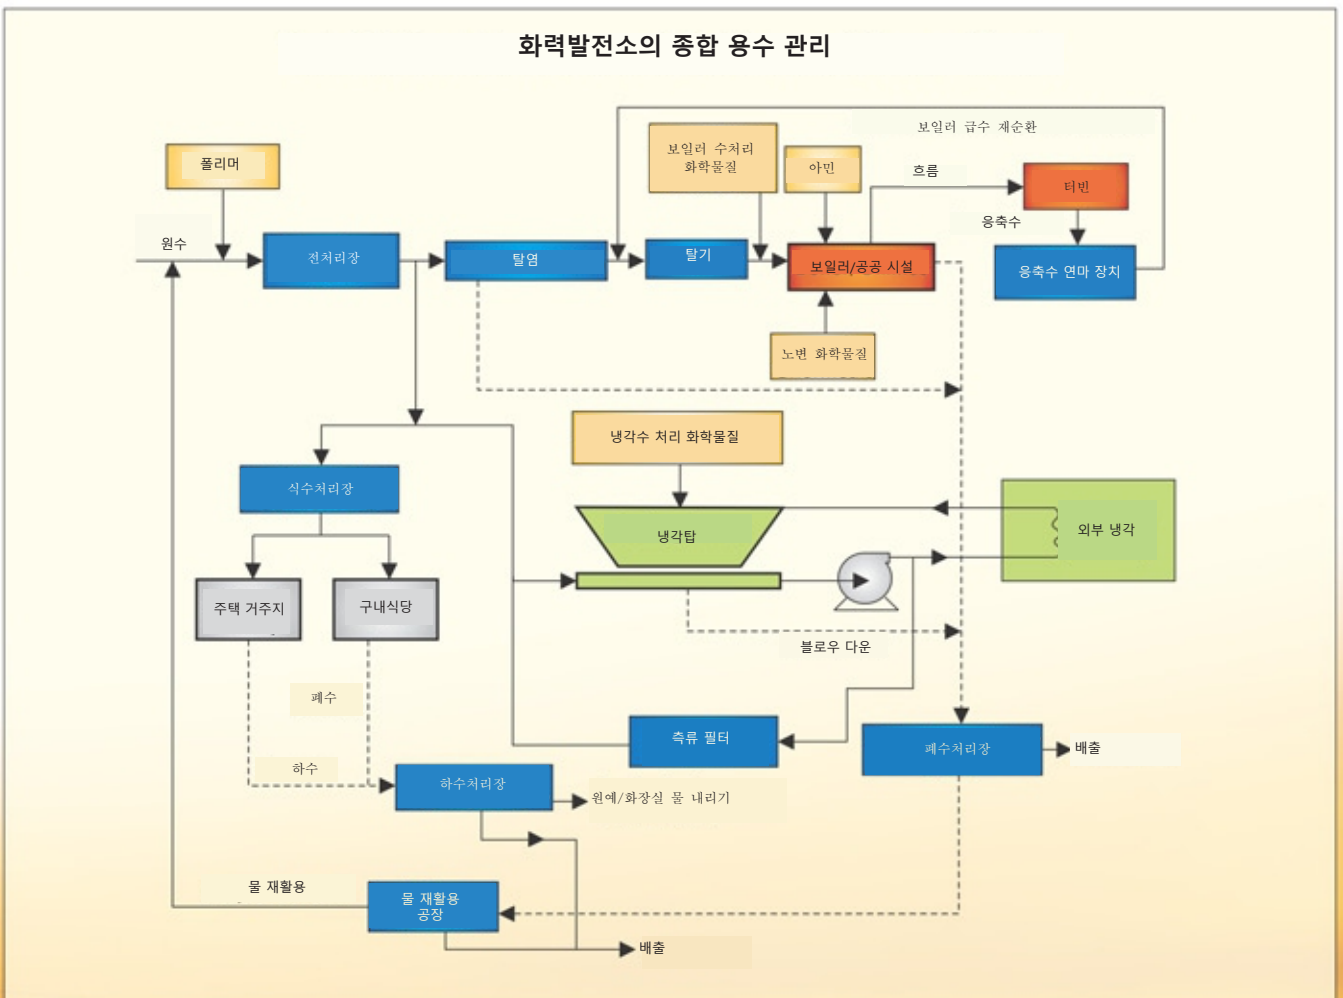 화력발전소의 종합 용수 관리
보일러 급수 재순환
폴리머
보일러 수처리
화학물질
아민
흐름
터빈
원수
응축수
전처리장
탈염
탈기
보일러/공공 시설
응축수 연마 장치
노변 화학물질
냉각수 처리 화학물질
식수처리장
냉각탑
외부 냉각
주택 거주지
구내식당
블로우 다운
폐수
측류 필터
폐수처리장
배출
하수
하수처리장
원예/화장실 물 내리기
물 재활용
물 재활용
공장
배출